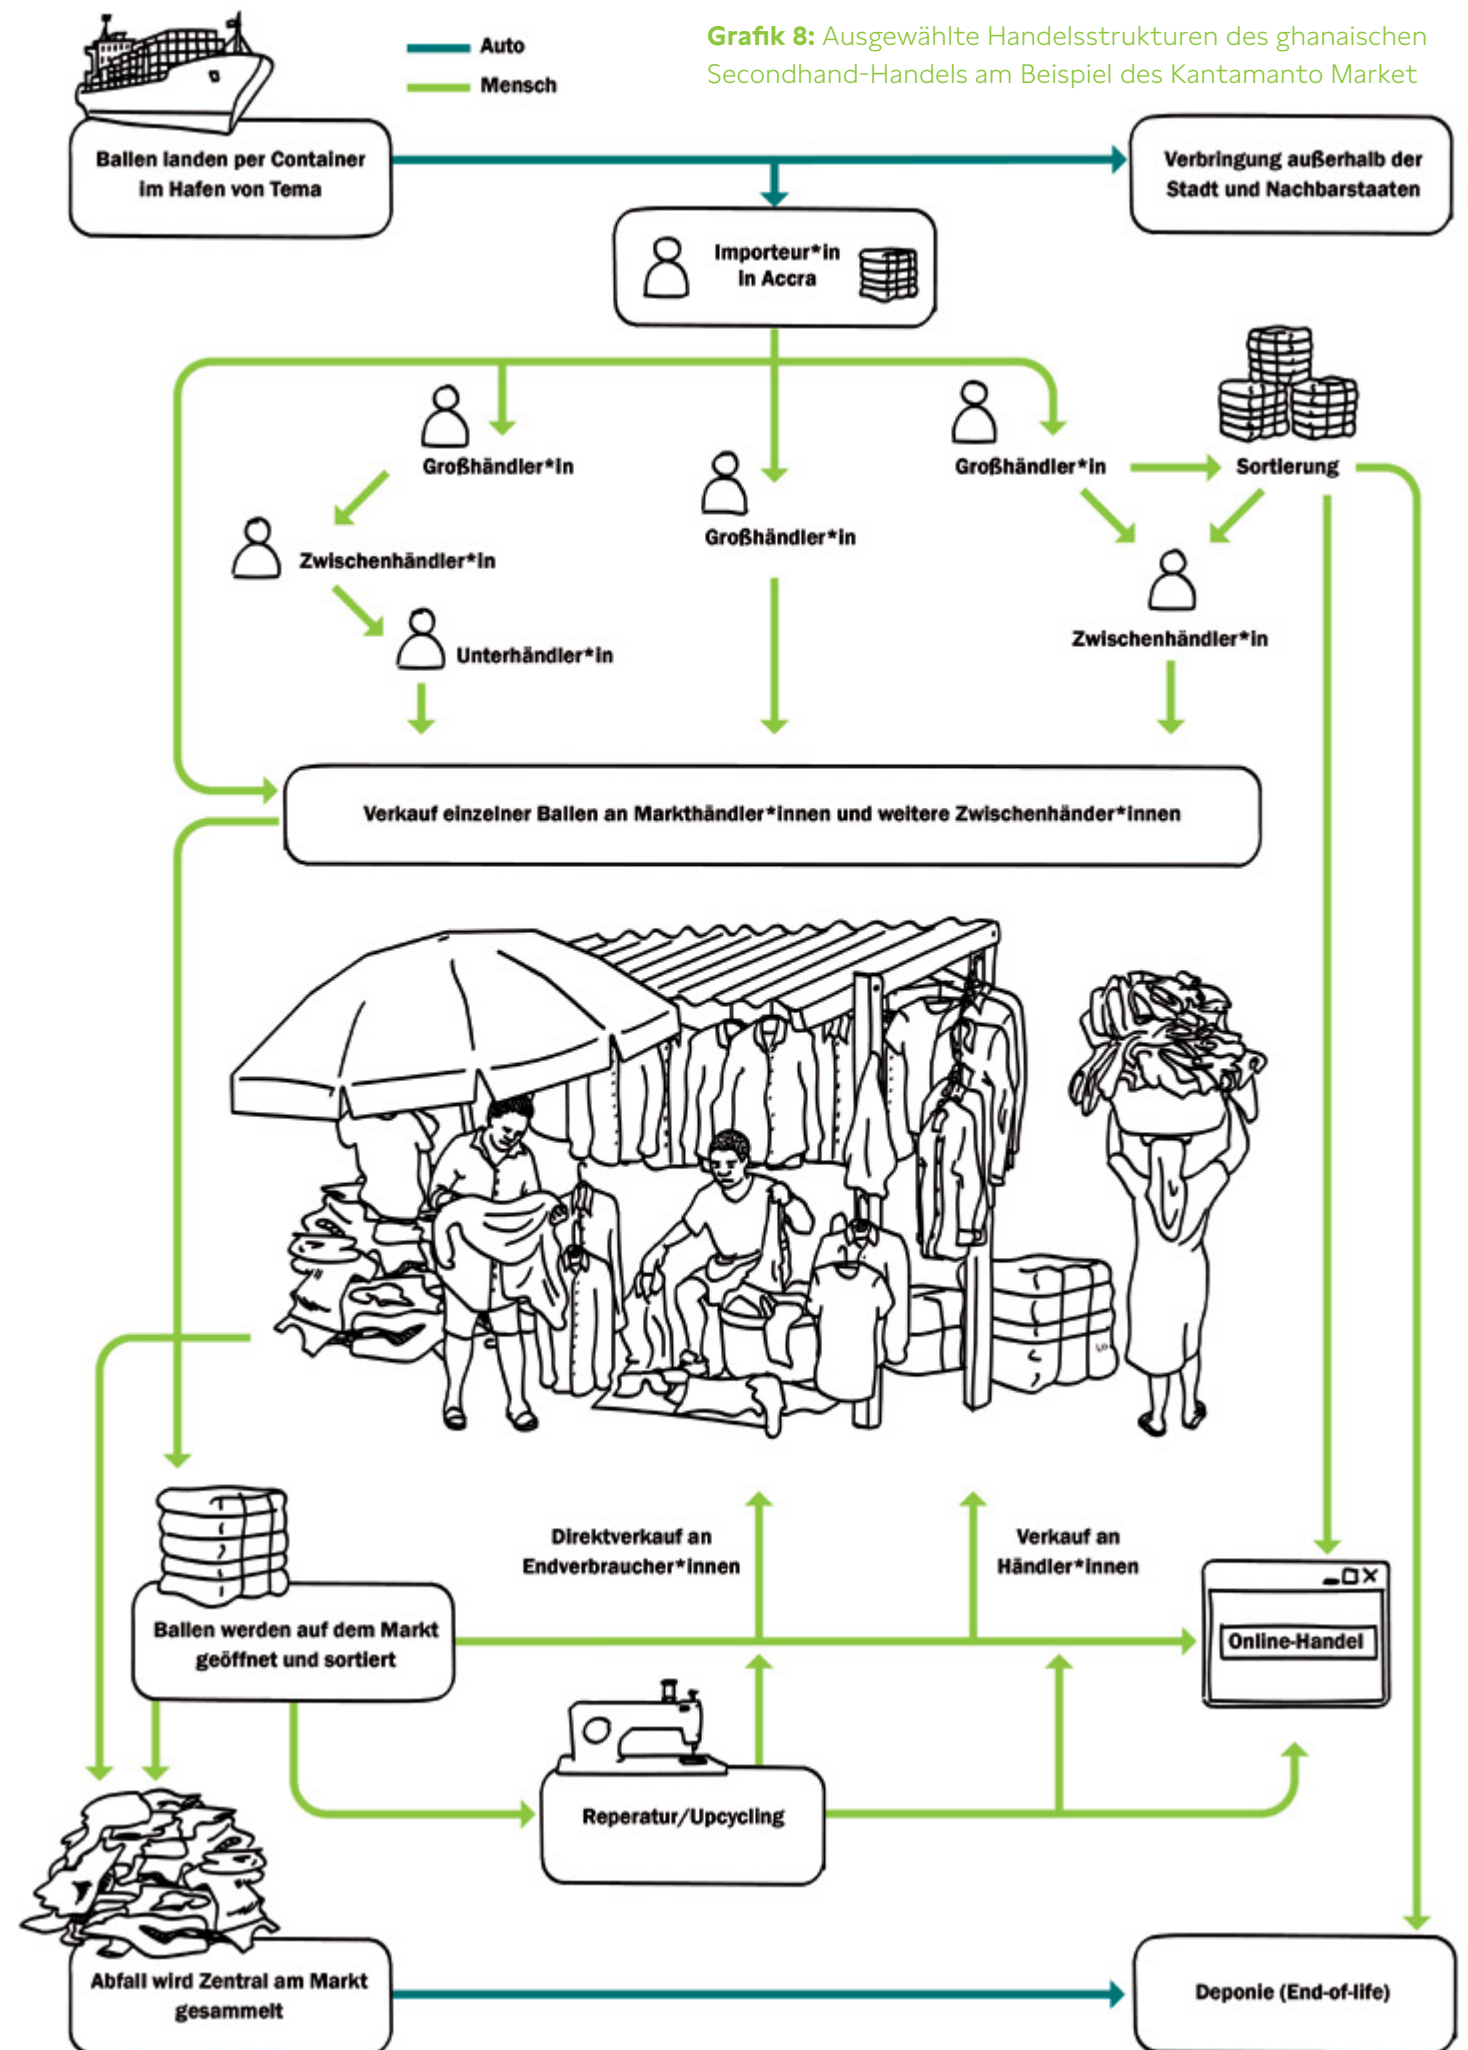 Auto
Mensch
Grafik 8: Ausgewählte Handelsstrukturen des ghanaischen
Secondhand-Handels am Beispiel des Kantamanto Market
Ballen landen per Container
im Hafen von Tema
Verbringung außerhalb der
Stadt und Nachbarstaaten
Importeur*in
in Accra
Großhändler*in
Großhändler*in
Sortierung
Großhändler*in
Zwischenhändler*in
Zwischenhändler*in
Unterhändler*in
Verkauf einzelner Ballen an Markthändler*innen und weitere Zwischenhänder*innen
Direktverkauf an
Endverbraucher*innen
Verkauf an
Händler*innen
Ballen werden auf dem Markt
geöffnet und sortiert
Online-Handel
Reperatur/Upcycling
Abfall wird Zentral am Markt
gesammelt
Deponie (End-of-life)